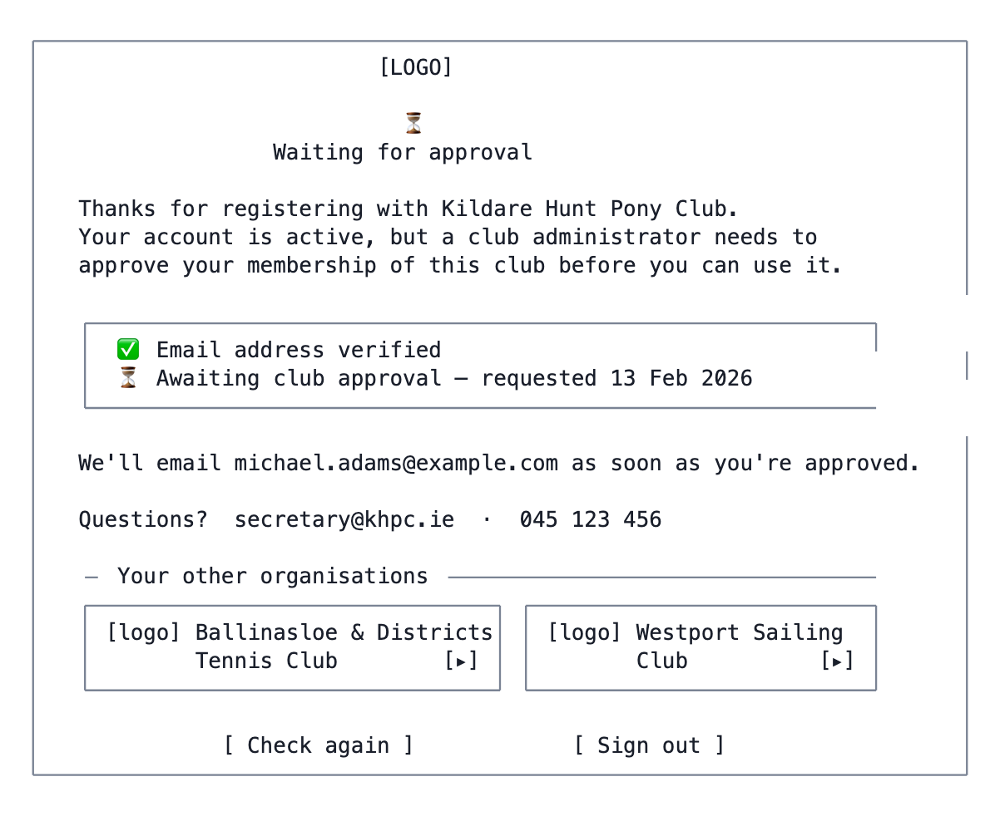 [LOGO]
⏳
Waiting for approval
Thanks for registering with Kildare Hunt Pony Club.
Your account is active, but a club administrator needs to
approve your membership of this club before you can use it.
✅ Email address verified
⏳ Awaiting club approval — requested 13 Feb 2026
We'll email michael.adams@example.com as soon as you're approved.
Questions?  secretary@khpc.ie  ·  045 123 456
Your other organisations
[logo] Ballinasloe & Districts
Tennis Club [▸]
[logo] Westport Sailing
Club [▸]
[ Check again ] [ Sign out ]